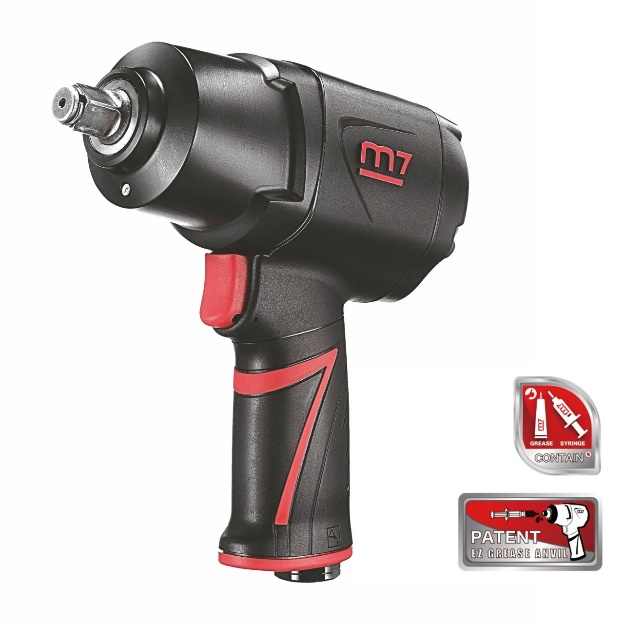 m7
GREASE SYRINGE
CONTAIN
PATENT
EZ GREASE ANVIL